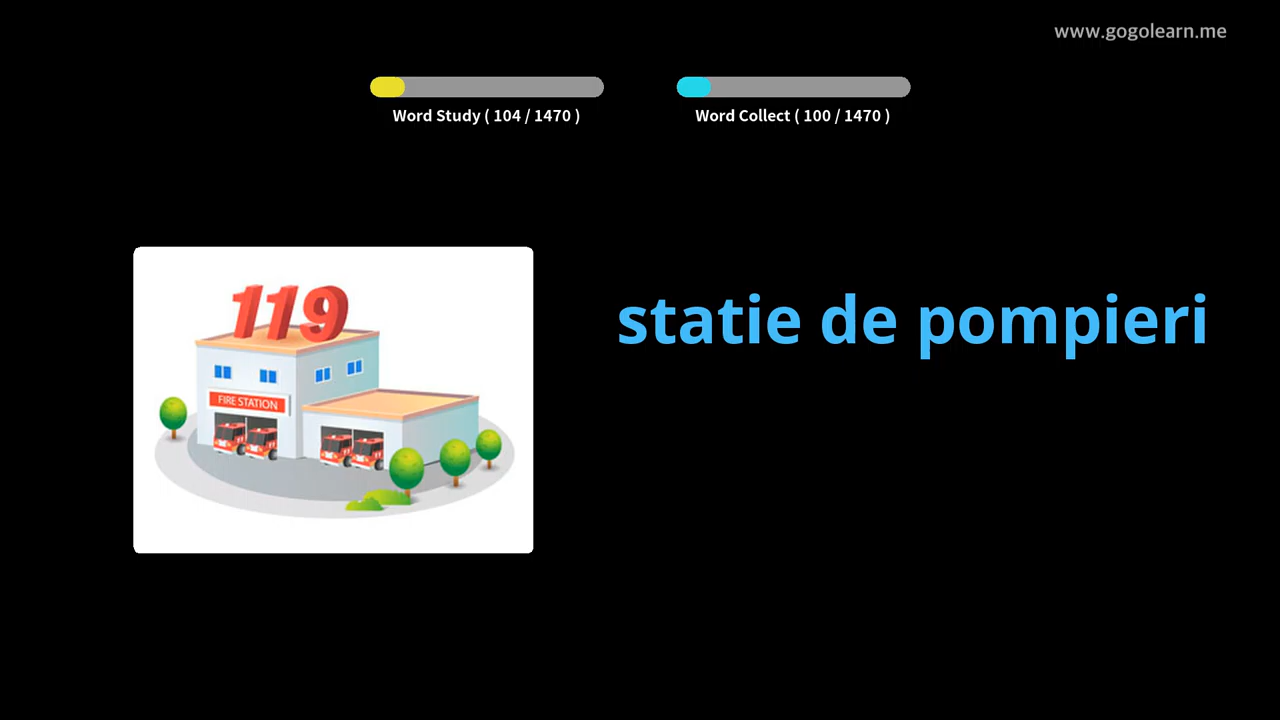 www.gogolearn.me
Word Study ( 104 / 1470 )
Word Collect ( 100 / 1470 )
119
FIRE STATION
statie de pompieri